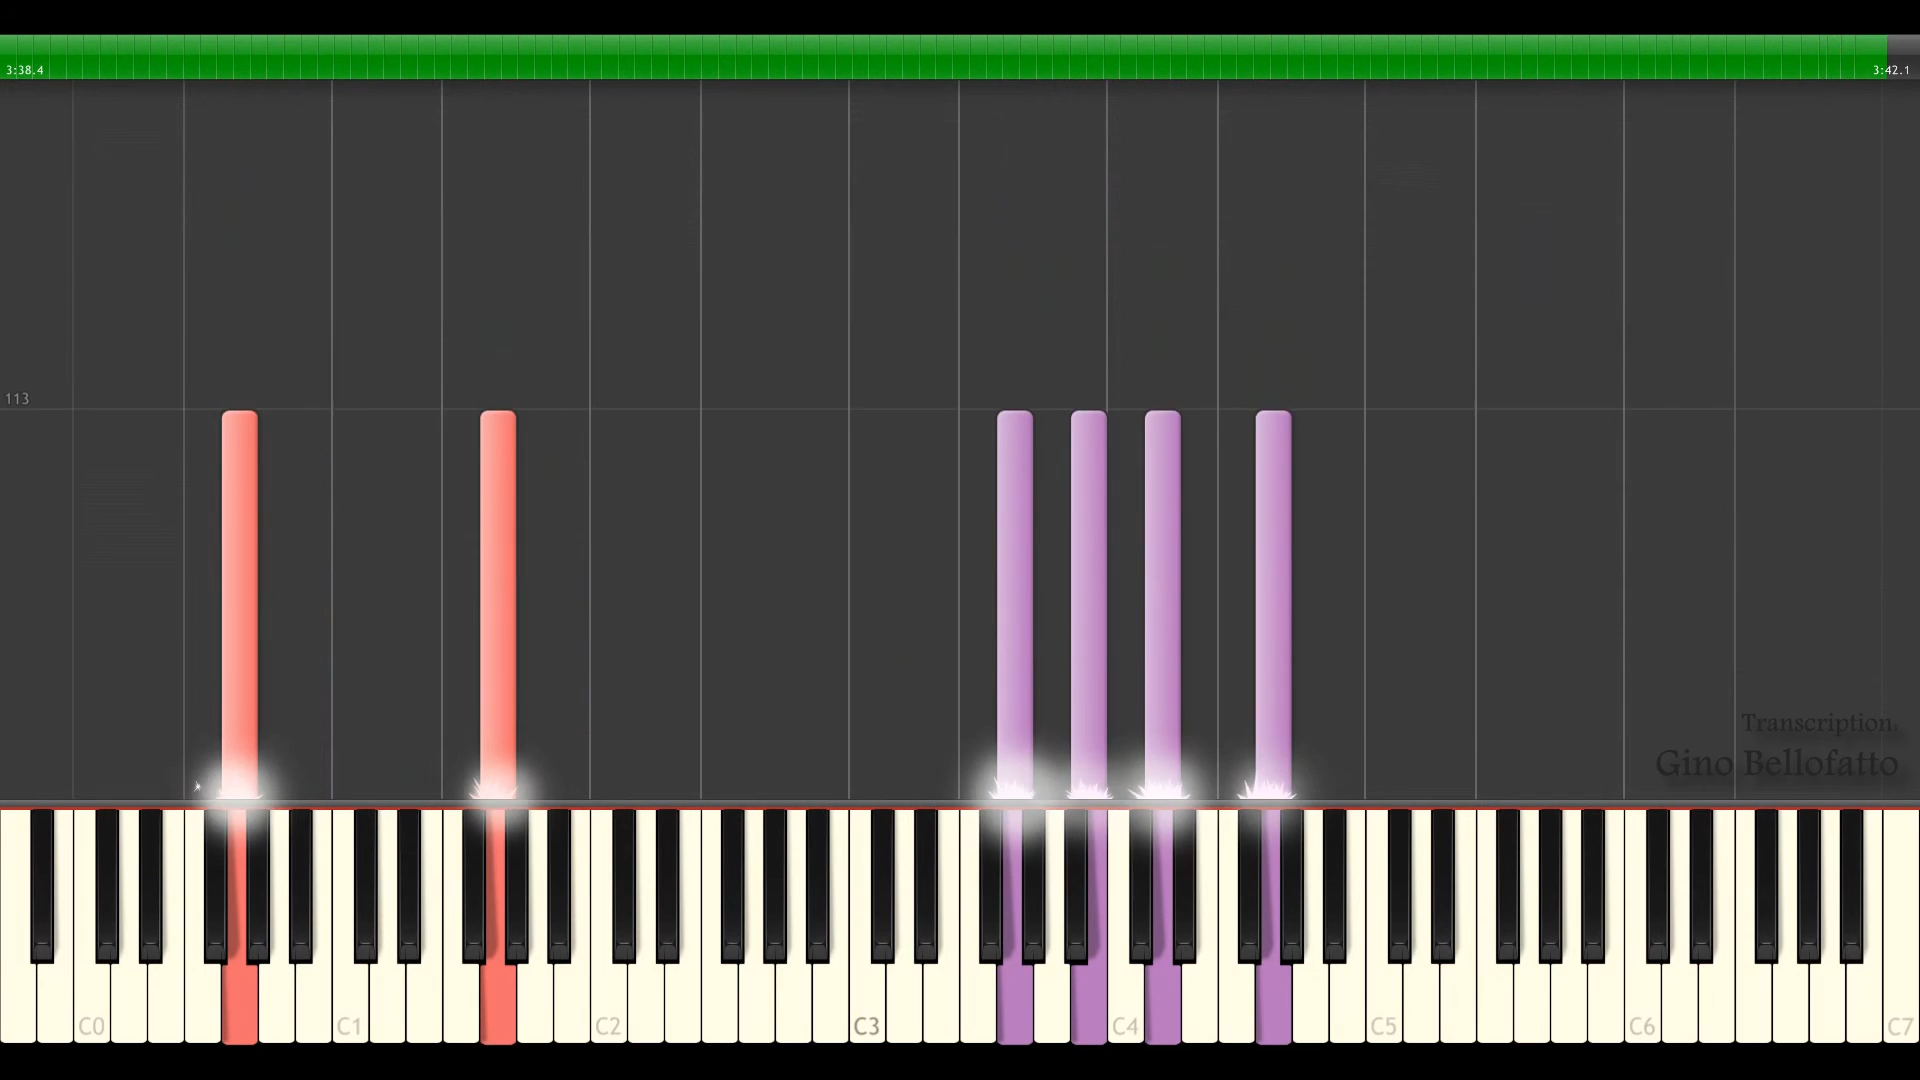 3:38.4 3:42.1
113
Transcription.
Gino Bellofatto
C0 C1 C2 C3 C4 C5 C6 C7